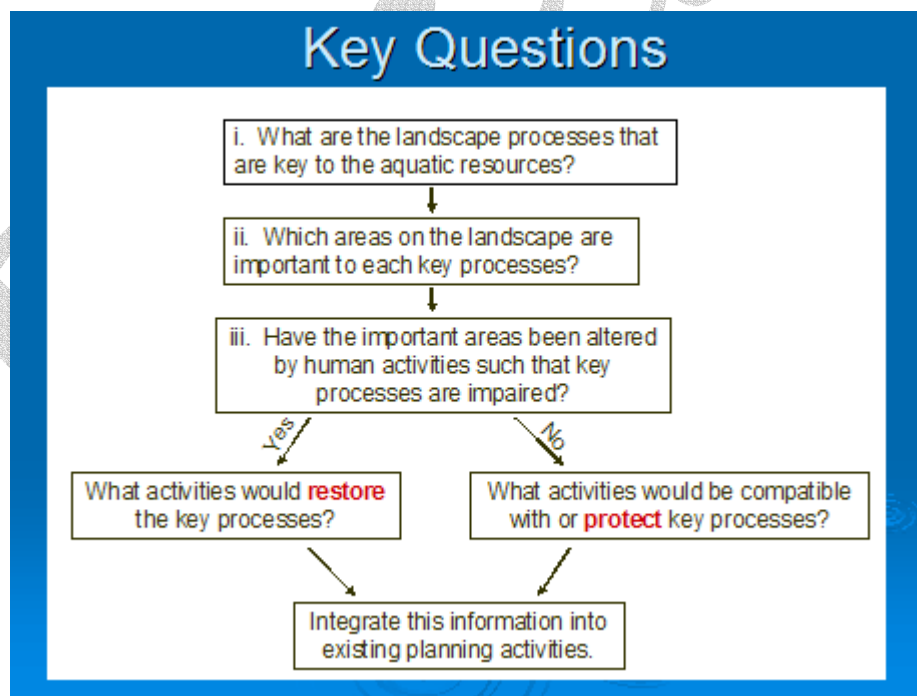 Key Questions
i. What are the landscape processes that
are key to the aquatic resources?
ii. Which areas on the landscape are
important to each key processes?
iii. Have the important areas been altered
by human activities such that key
processes are impaired?
Yes
No
What activities would restore
the key processes?
What activities would be compatible
with or protect key processes?
Integrate this information into
existing planning activities.